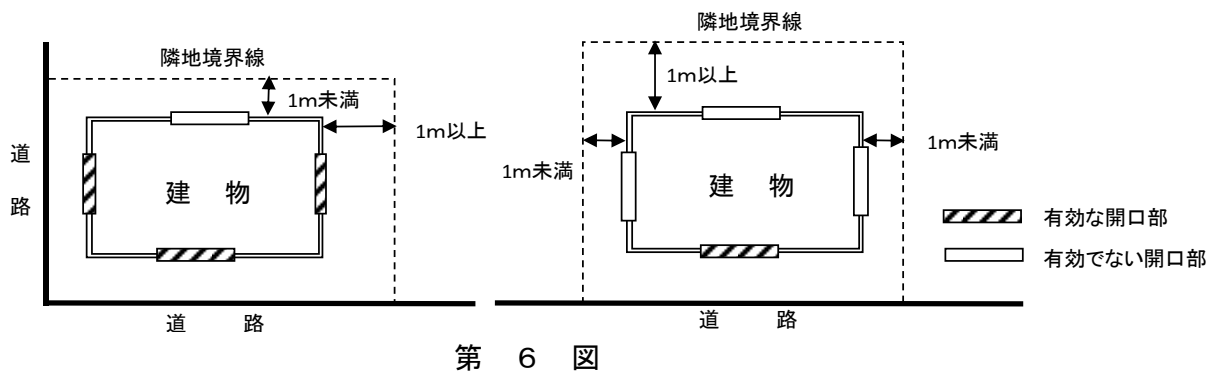 隣地境界線
1m未満
1m以上
道
路
建 物
道 路
隣地境界線
1m以上
1m未満
1m未満
建 物
道 路
有効な開口部
有効でない開口部
第 6 図